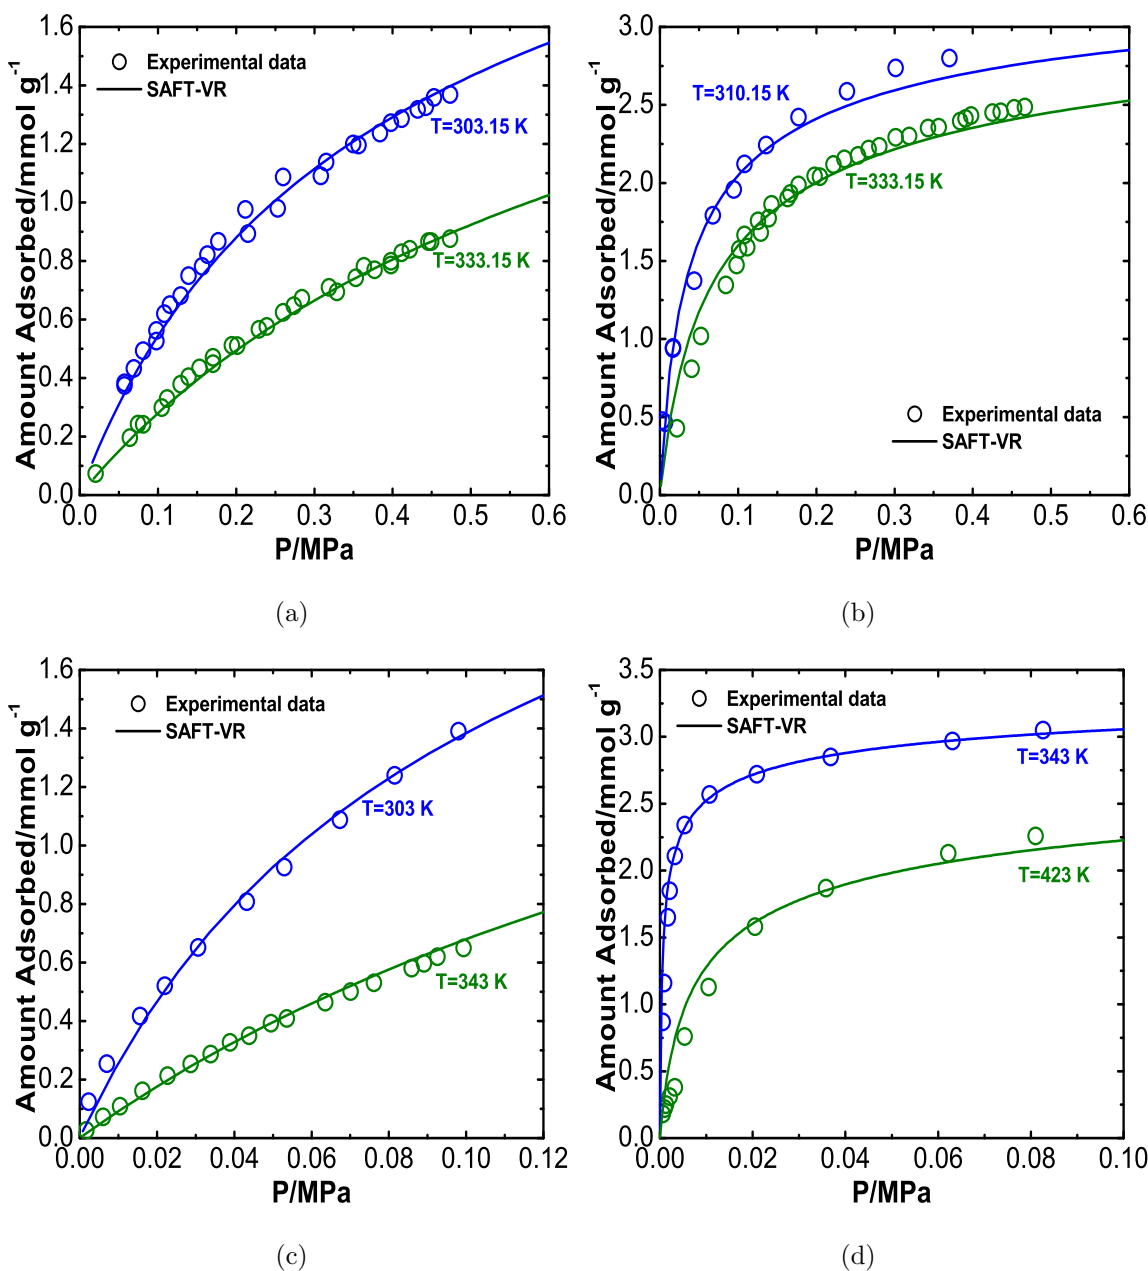 1.6
1.4
1.2
1.0
0.8
0.6
0.4
0.2
0.0
0.0 0.1 0.2 0.3 0.4 0.5 0.6
Amount Adsorbed/mmol g⁻¹
P/MPa
Experimental data
SAFT-VR
T=303.15 K
T=333.15 K
(a)
3.0
2.5
2.0
1.5
1.0
0.5
0.0
0.0 0.1 0.2 0.3 0.4 0.5 0.6
Amount Adsorbed/mmol g⁻¹
P/MPa
T=310.15 K
T=333.15 K
Experimental data
SAFT-VR
(b)
1.6
1.4
1.2
1.0
0.8
0.6
0.4
0.2
0.0
0.00 0.02 0.04 0.06 0.08 0.10 0.12
Amount Adsorbed/mmol g⁻¹
P/MPa
Experimental data
SAFT-VR
T=303 K
T=343 K
(c)
3.5
3.0
2.5
2.0
1.5
1.0
0.5
0.0
0.00 0.02 0.04 0.06 0.08 0.10
Amount Adsorbed/mmol g⁻¹
P/MPa
Experimental data
SAFT-VR
T=343 K
T=423 K
(d)